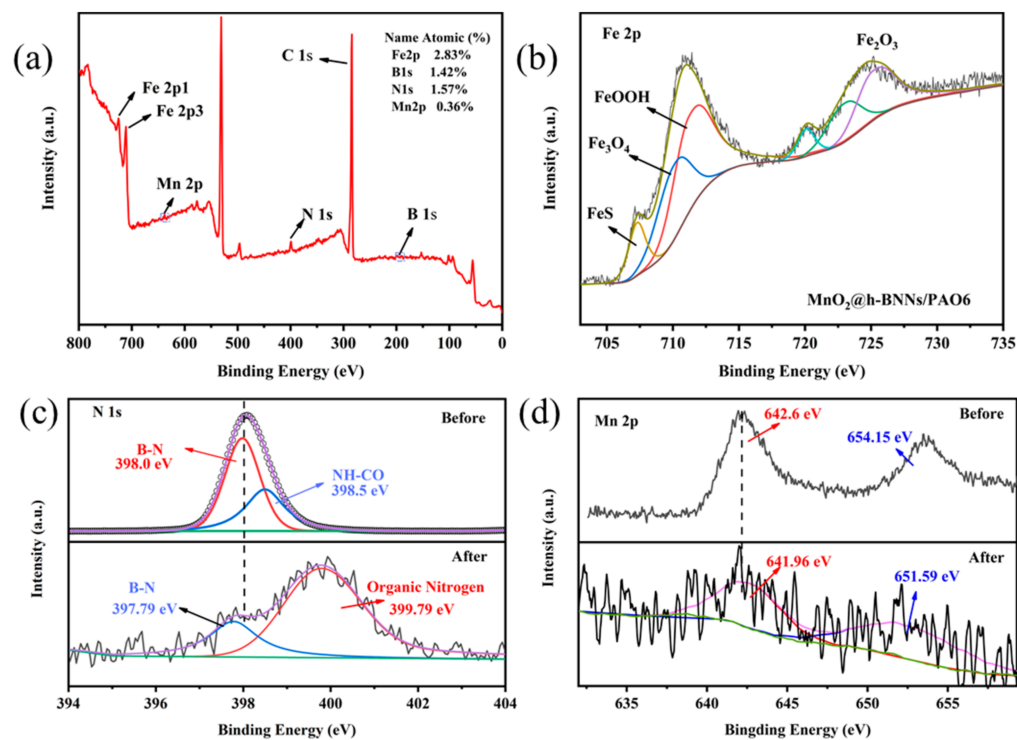 (a)
Name Atomic (%)
Fe2p 2.83%
B1s 1.42%
N1s 1.57%
Mn2p 0.36%
C 1s
Fe 2p1
Fe 2p3
Mn 2p
N 1s
B 1s
Intensity (a.u.)
800 700 600 500 400 300 200 100 0
Binding Energy (eV)
(b)
Fe 2p
Fe2O3
FeOOH
Fe3O4
FeS
MnO2@h-BNNs/PAO6
Intensity (a.u.)
705 710 715 720 725 730 735
Binding Energy (eV)
(c)
N 1s
Before
B-N
398.0 eV
NH-CO
398.5 eV
After
B-N
397.79 eV
Organic Nitrogen
399.79 eV
Intensity (a.u.)
394 396 398 400 402 404
Binding Energy (eV)
(d)
Mn 2p
Before
642.6 eV
654.15 eV
After
641.96 eV
651.59 eV
Intensity (a.u.)
635 640 645 650 655
Bingding Energy (eV)